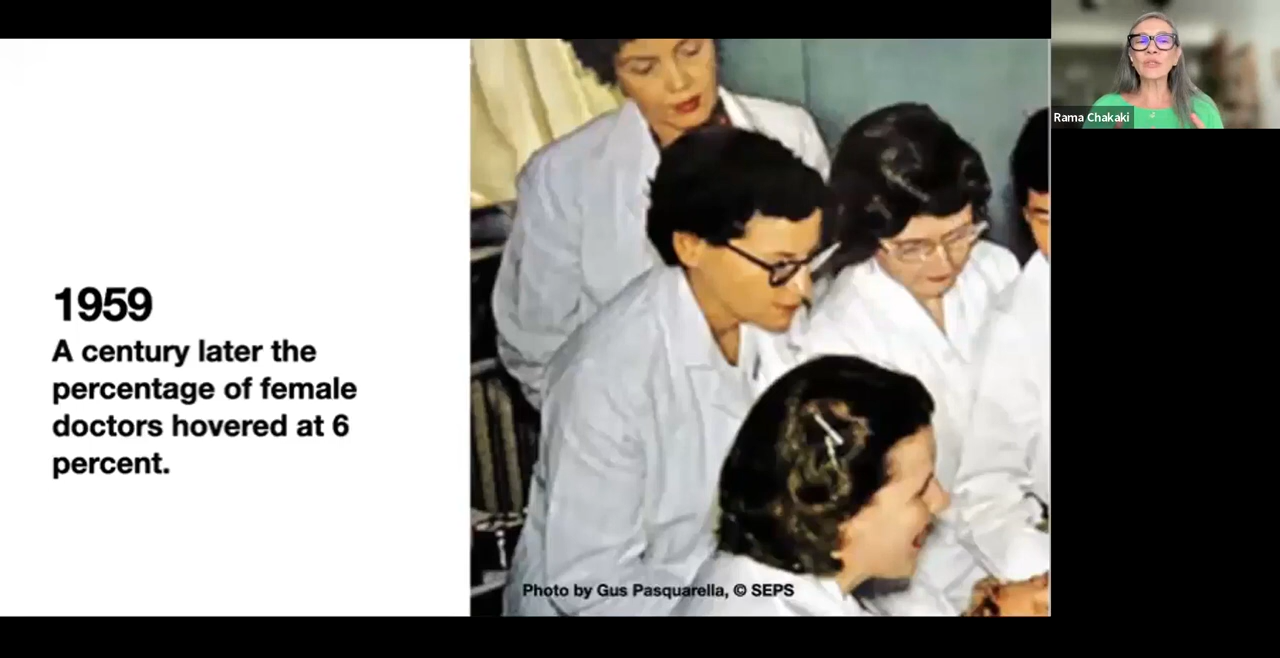 1959
A century later the
percentage of female
doctors hovered at 6
percent.
Photo by Gus Pasquarella, © SEPS
Rama Chakaki